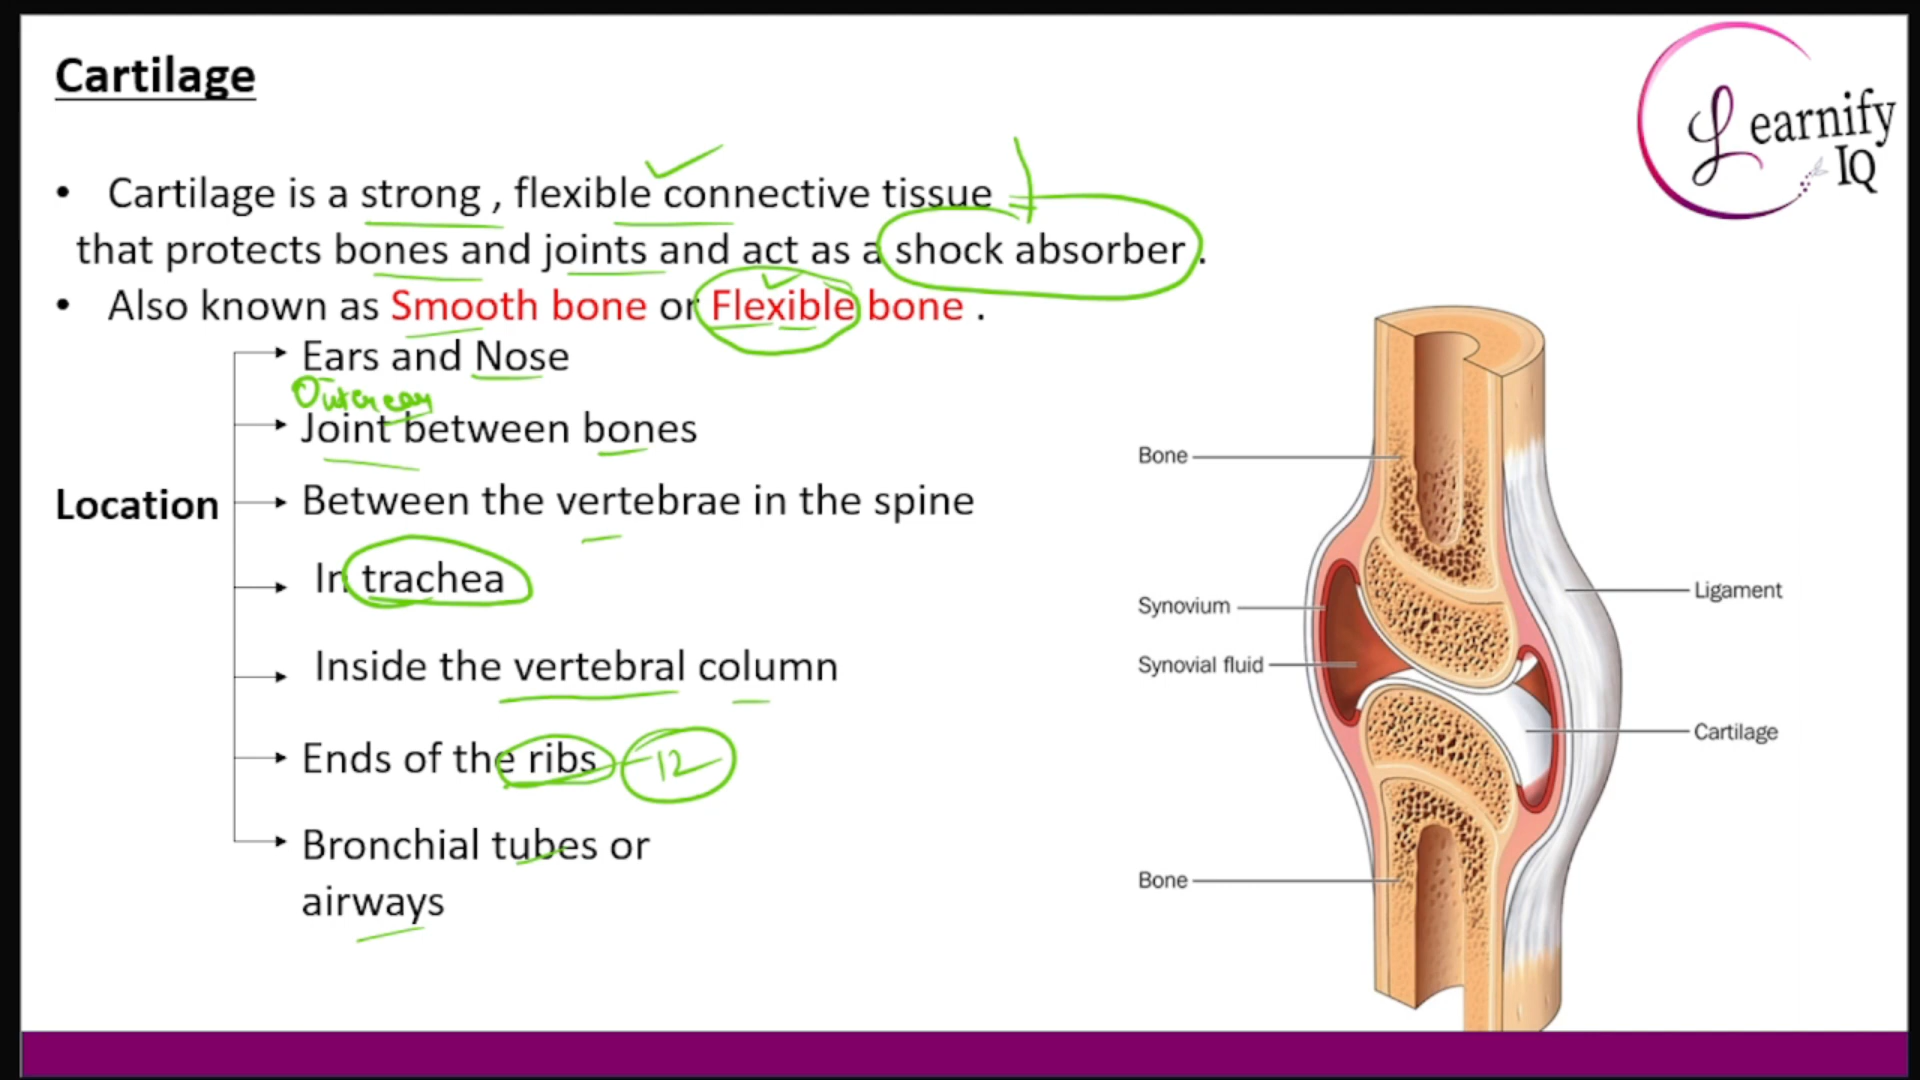 Cartilage
Learnify
IQ
• Cartilage is a strong , flexible connective tissue
that protects bones and joints and act as a shock absorber .
• Also known as Smooth bone or Flexible bone .
Location
Ears and Nose
Outer ear
Joint between bones
Between the vertebrae in the spine
In trachea
Inside the vertebral column
Ends of the ribs 12
Bronchial tubes or
airways
Bone
Synovium
Synovial fluid
Bone
Ligament
Cartilage